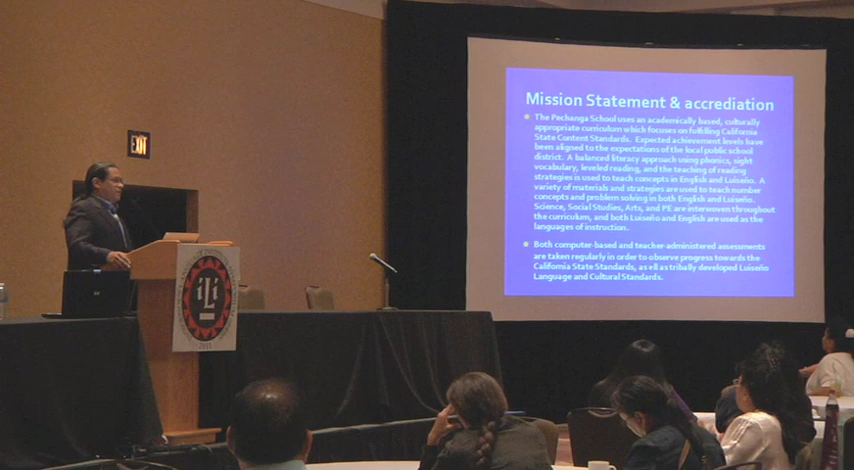 EXIT
iLi
2011
Mission Statement & accrediation
The Pechanga School uses an academically based, culturally
appropriate curriculum which focuses on fulfilling California
State Content Standards. Expected achievement levels have
been aligned to the expectations of the local public school
district. A balanced literacy approach using phonics, sight
vocabulary, leveled reading, and the teaching of reading
strategies is used to teach concepts in English and Luiseño. A
variety of materials and strategies are used to teach number
concepts and problem solving in both English and Luiseño.
Science, Social Studies, Arts, and PE are interwoven throughout
the curriculum, and both Luiseño and English are used as the
languages of instruction.
Both computer-based and teacher-administered assessments
are taken regularly in order to observe progress towards the
California State Standards, as ell as tribally developed Luiseño
Language and Cultural Standards.